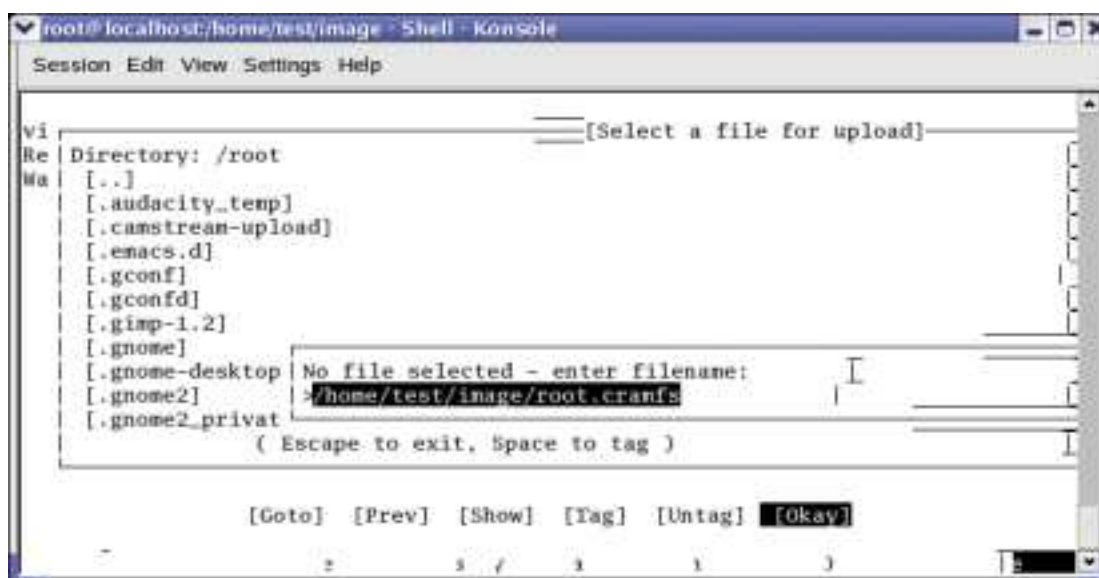 root@localhost:/home/test/image - Shell - Konsole
Session Edit View Settings Help
vi [Select a file for upload]
Re Directory: /root
Wa [..]
[.audacity_temp]
[.camstream-upload]
[.emacs.d]
[.gconf]
[.gconfd]
[.gimp-1.2]
[.gnome]
[.gnome-desktop No file selected - enter filename:
[.gnome2] >/home/test/image/root.cramfs
[.gnome2_privat
( Escape to exit, Space to tag )
[Goto] [Prev] [Show] [Tag] [Untag] [Okay]